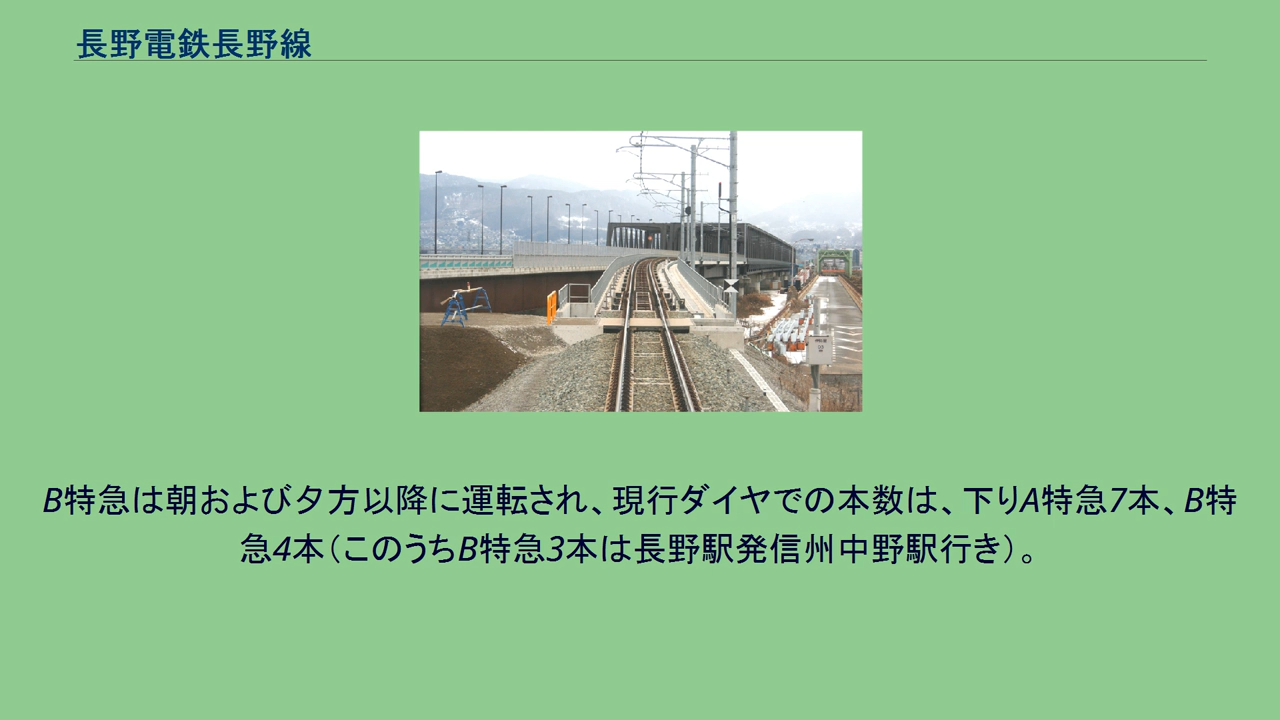 長野電鉄長野線
B特急は朝および夕方以降に運転され、現行ダイヤでの本数は、下りA特急7本、B特
急4本（このうちB特急3本は長野駅発信州中野駅行き）。